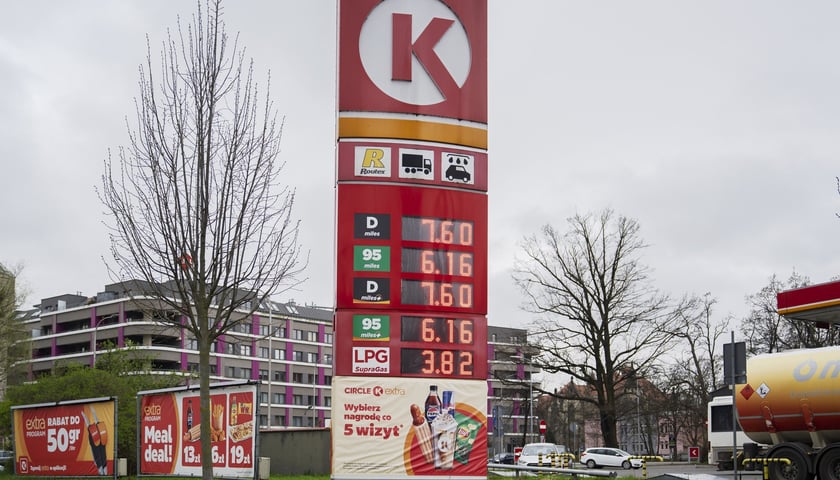 K
R
Routes
D
miles
7.60
95
miles
6.16
D
miles+
7.60
95
miles+
6.16
LPG
SupraGas
3.82
CIRCLE K extra
Wybierz
nagrodę co
5 wizyt*
extra
PROGRAM
RABAT DO
50gr
extra
PROGRAM
Meal
deal!
13zł
6zł
19zł